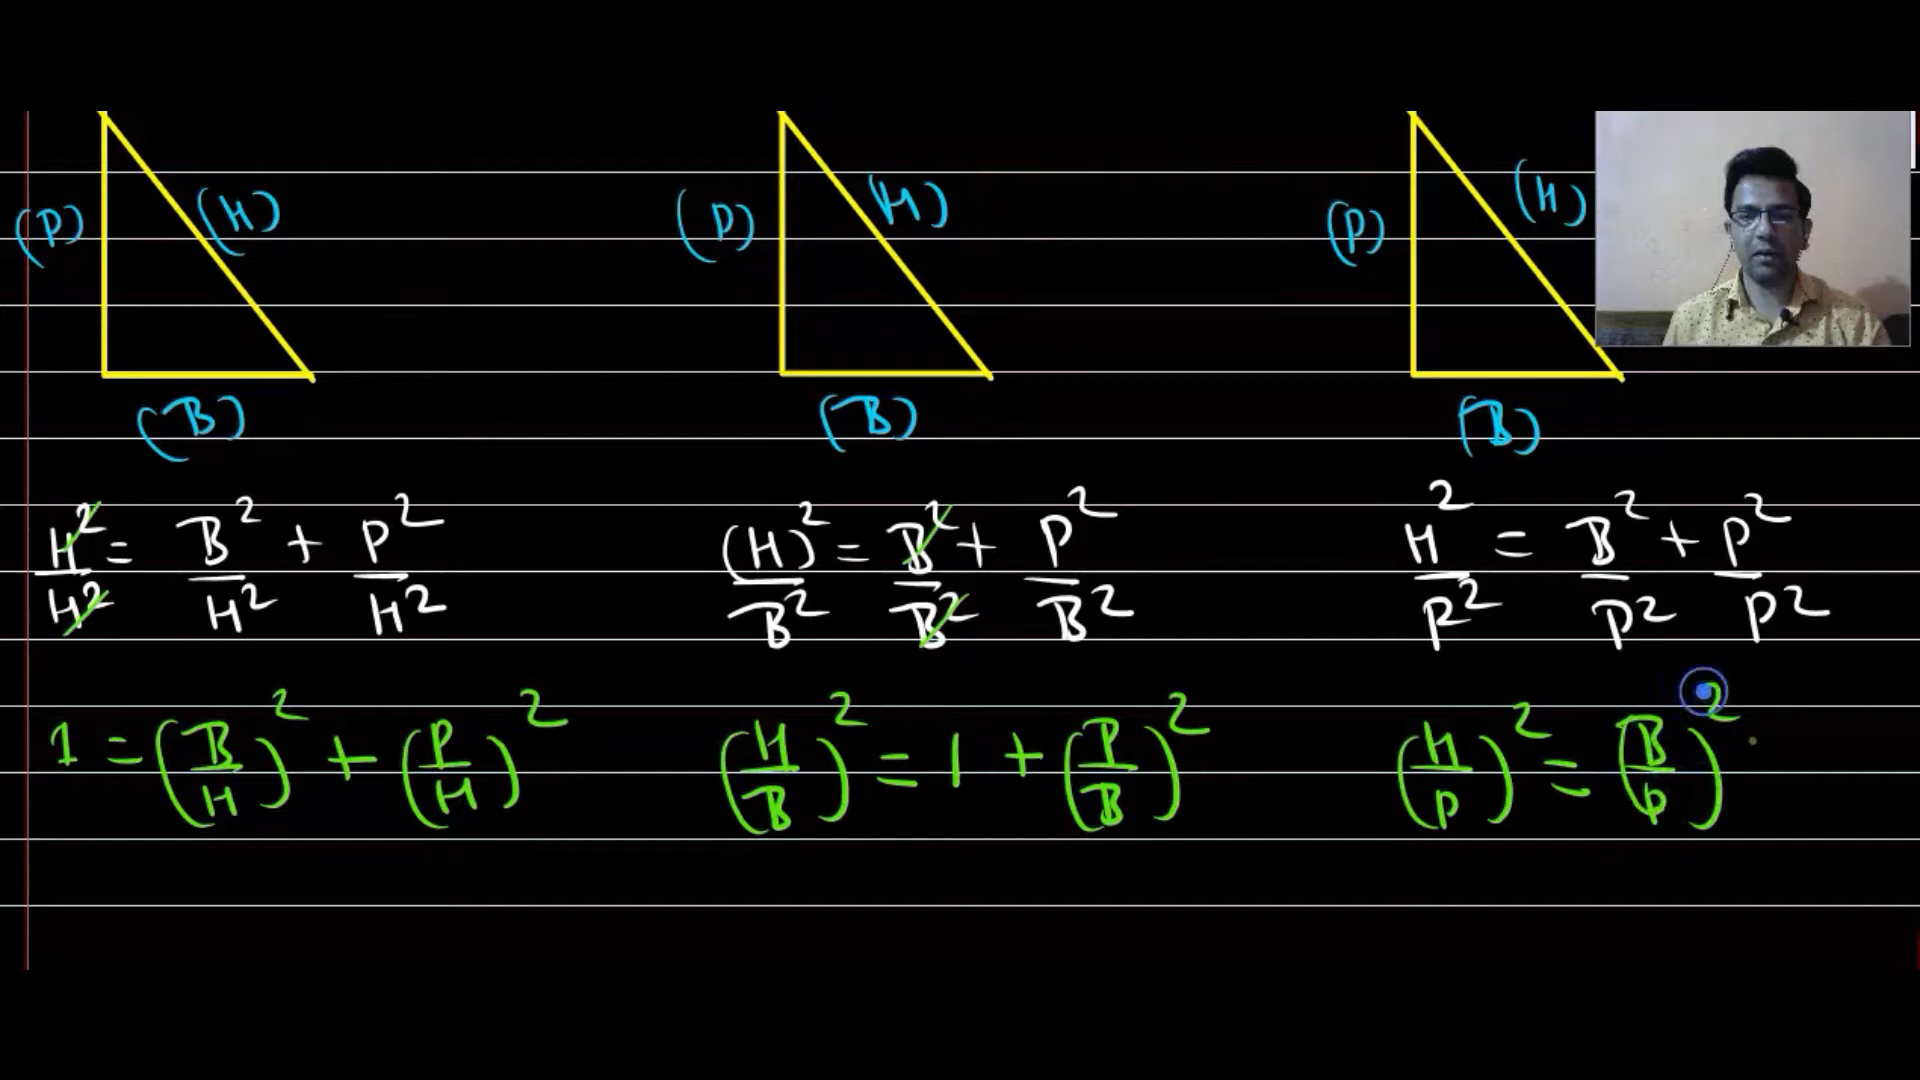 (P) (H) (P) (H) (P) (H)
(B) (B) (B)
H²/H² = B²/H² + P²/H² (H)²/B² = B²/B² + P²/B² H²/P² = B²/P² + P²/P²
1 = (B/H)² + (P/H)² (H/B)² = 1 + (P/B)² (H/P)² = (B/P)²